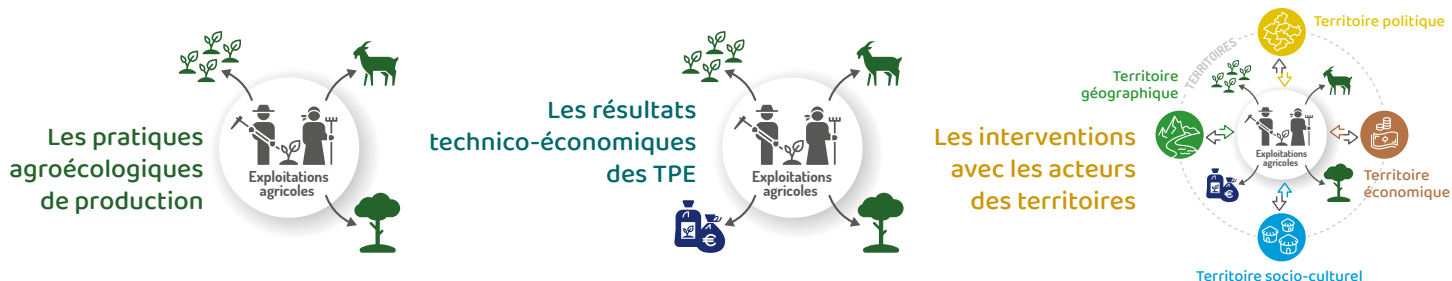 Les pratiques
agroécologiques
de production
Exploitations
agricoles
Les résultats
technico-économiques
des TPE
Exploitations
agricoles
€
Les interventions
avec les acteurs
des territoires
TERRITOIRES
Territoire politique
Territoire
géographique
Exploitations
agricoles
€
Territoire
économique
Territoire socio-culturel